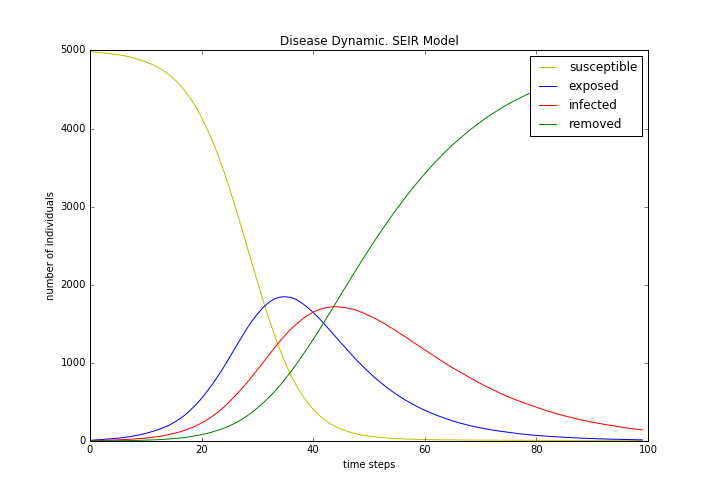 Disease Dynamic. SEIR Model
5000
4000
3000
2000
1000
0
number of individuals
susceptible
exposed
infected
removed
0 20 40 60 80 100
time steps